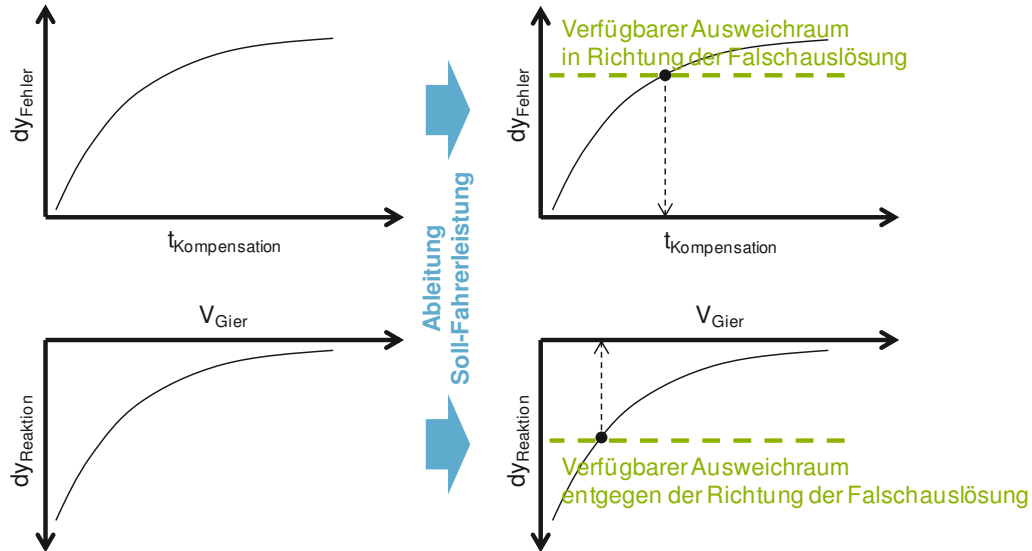 dyFehler
tKompensation
VGier
dyReaktion
Ableitung
Soll-Fahrerleistung
Verfügbarer Ausweichraum
in Richtung der Falschauslösung
dyFehler
tKompensation
VGier
dyReaktion
Verfügbarer Ausweichraum
entgegen der Richtung der Falschauslösung